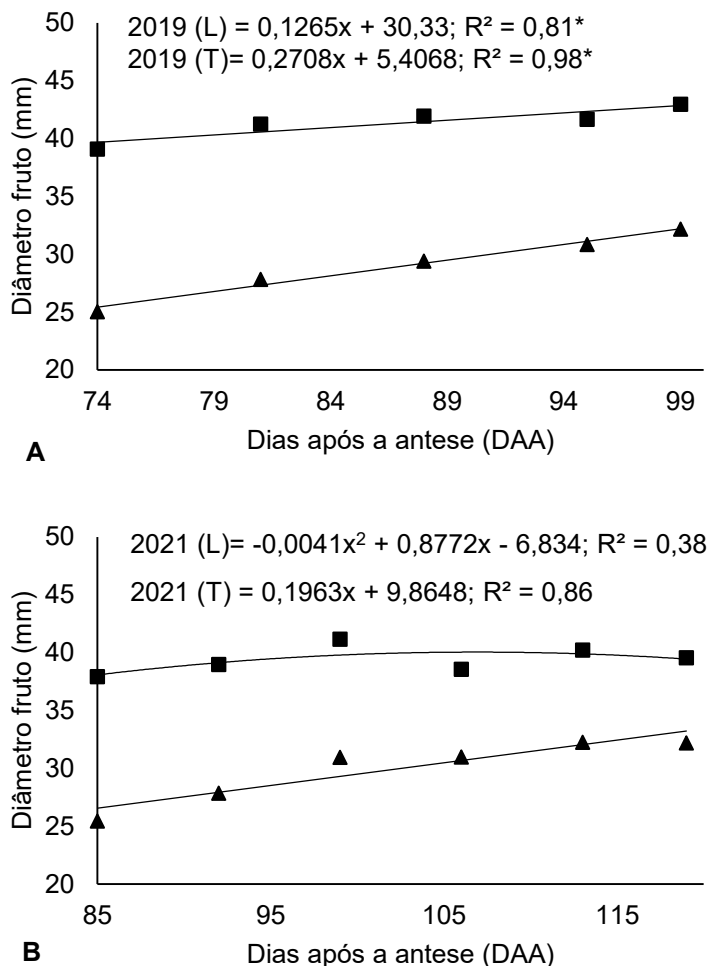 2019 (L) = 0,1265x + 30,33; R² = 0,81*
2019 (T)= 0,2708x + 5,4068; R² = 0,98*
Diâmetro fruto (mm)
50
45
40
35
30
25
20
74 79 84 89 94 99
Dias após a antese (DAA)
A
2021 (L)= -0,0041x² + 0,8772x - 6,834; R² = 0,38
2021 (T) = 0,1963x + 9,8648; R² = 0,86
Diâmetro fruto (mm)
50
45
40
35
30
25
20
85 95 105 115
Dias após a antese (DAA)
B